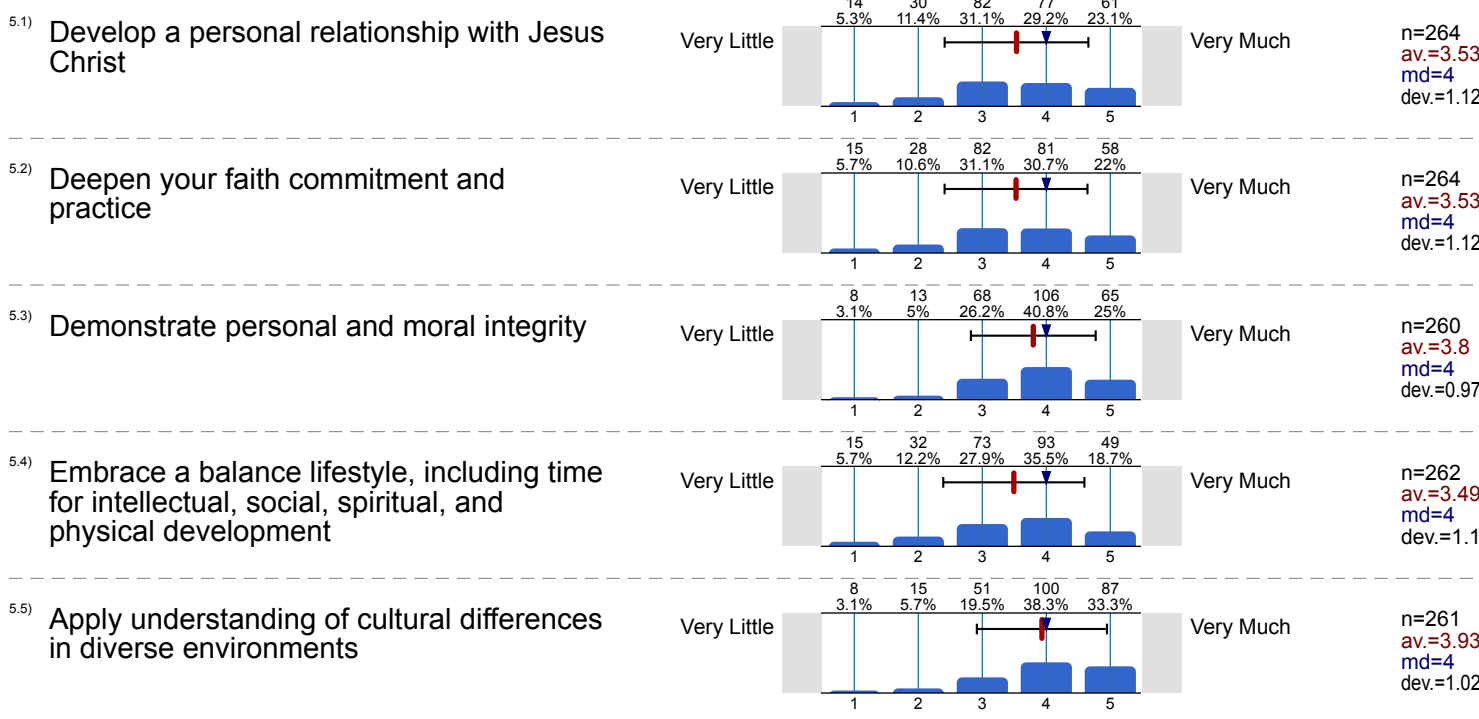 14 30 82 77 61
5.3% 11.4% 31.1% 29.2% 23.1%
5.1) Develop a personal relationship with Jesus
Christ
Very Little
Very Much
1 2 3 4 5
n=264
av.=3.53
md=4
dev.=1.12
15 28 82 81 58
5.7% 10.6% 31.1% 30.7% 22%
5.2) Deepen your faith commitment and
practice
Very Little
Very Much
1 2 3 4 5
n=264
av.=3.53
md=4
dev.=1.12
8 13 68 106 65
3.1% 5% 26.2% 40.8% 25%
5.3) Demonstrate personal and moral integrity
Very Little
Very Much
1 2 3 4 5
n=260
av.=3.8
md=4
dev.=0.97
15 32 73 93 49
5.7% 12.2% 27.9% 35.5% 18.7%
5.4) Embrace a balance lifestyle, including time
for intellectual, social, spiritual, and
physical development
Very Little
Very Much
1 2 3 4 5
n=262
av.=3.49
md=4
dev.=1.1
8 15 51 100 87
3.1% 5.7% 19.5% 38.3% 33.3%
5.5) Apply understanding of cultural differences
in diverse environments
Very Little
Very Much
1 2 3 4 5
n=261
av.=3.93
md=4
dev.=1.02